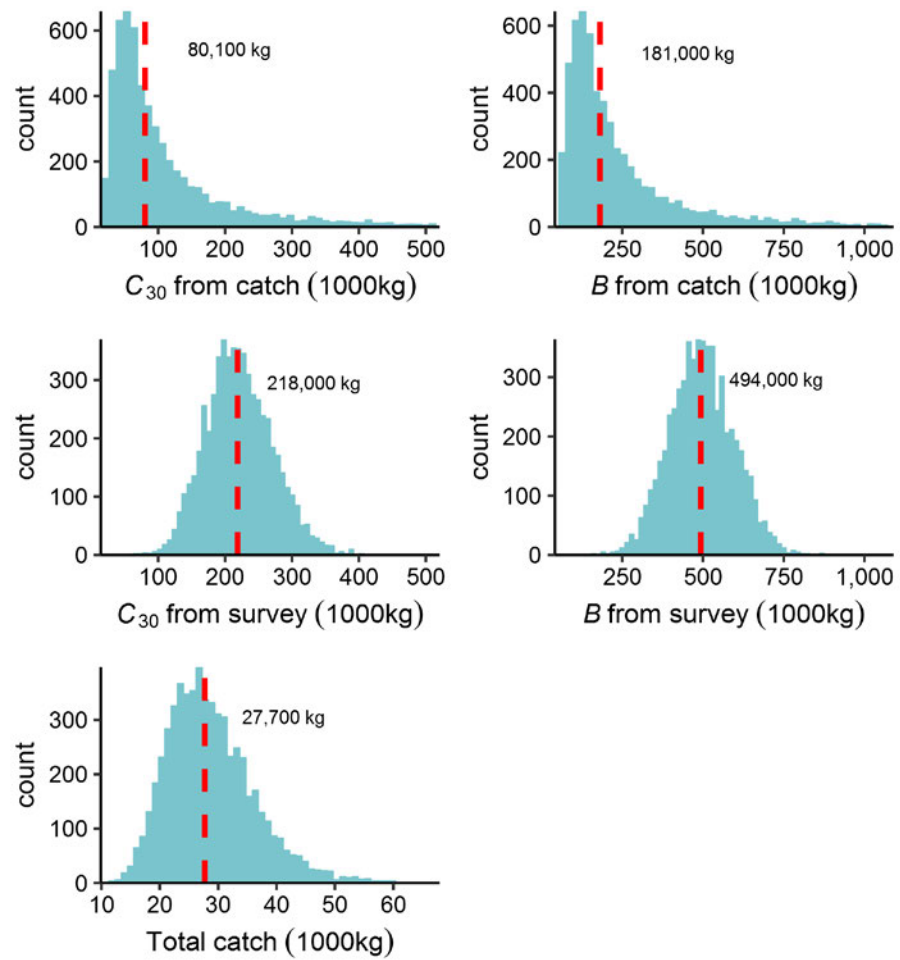 600
400
200
0
count
80,100 kg
100 200 300 400 500
C30 from catch (1000kg)
600
400
200
0
count
181,000 kg
250 500 750 1,000
B from catch (1000kg)
300
200
100
0
count
218,000 kg
100 200 300 400 500
C30 from survey (1000kg)
300
200
100
0
count
494,000 kg
250 500 750 1,000
B from survey (1000kg)
300
200
100
0
count
27,700 kg
10 20 30 40 50 60
Total catch (1000kg)